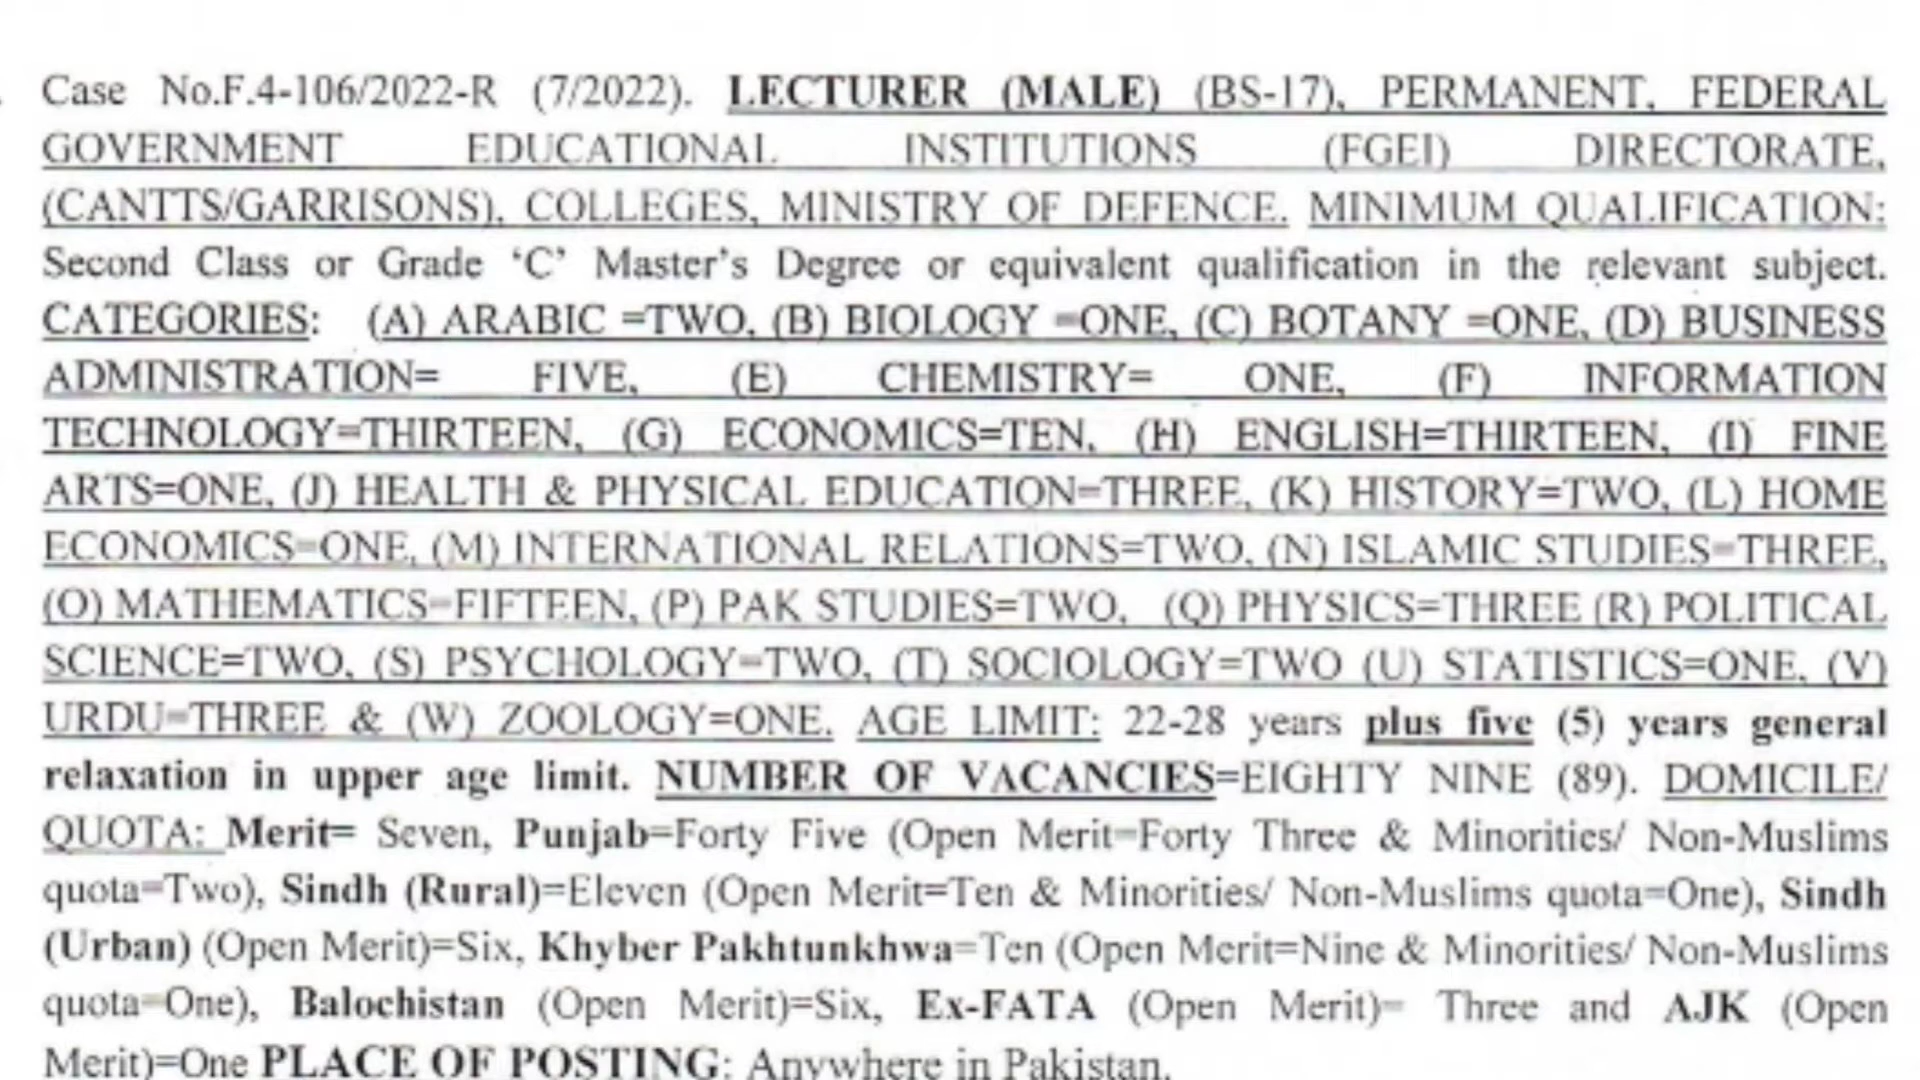 Case No.F.4-106/2022-R (7/2022). LECTURER (MALE) (BS-17), PERMANENT, FEDERAL
GOVERNMENT EDUCATIONAL INSTITUTIONS (FGEI) DIRECTORATE,
(CANTTS/GARRISONS), COLLEGES, MINISTRY OF DEFENCE. MINIMUM QUALIFICATION:
Second Class or Grade ‘C’ Master’s Degree or equivalent qualification in the relevant subject.
CATEGORIES: (A) ARABIC =TWO, (B) BIOLOGY =ONE, (C) BOTANY =ONE, (D) BUSINESS
ADMINISTRATION= FIVE, (E) CHEMISTRY= ONE, (F) INFORMATION
TECHNOLOGY=THIRTEEN, (G) ECONOMICS=TEN, (H) ENGLISH=THIRTEEN, (I) FINE
ARTS=ONE, (J) HEALTH & PHYSICAL EDUCATION=THREE, (K) HISTORY=TWO, (L) HOME
ECONOMICS=ONE, (M) INTERNATIONAL RELATIONS=TWO, (N) ISLAMIC STUDIES=THREE,
(O) MATHEMATICS=FIFTEEN, (P) PAK STUDIES=TWO, (Q) PHYSICS=THREE (R) POLITICAL
SCIENCE=TWO, (S) PSYCHOLOGY=TWO, (T) SOCIOLOGY=TWO (U) STATISTICS=ONE, (V)
URDU=THREE & (W) ZOOLOGY=ONE. AGE LIMIT: 22-28 years plus five (5) years general
relaxation in upper age limit. NUMBER OF VACANCIES=EIGHTY NINE (89). DOMICILE/
QUOTA: Merit= Seven, Punjab=Forty Five (Open Merit=Forty Three & Minorities/ Non-Muslims
quota=Two), Sindh (Rural)=Eleven (Open Merit=Ten & Minorities/ Non-Muslims quota=One), Sindh
(Urban) (Open Merit)=Six, Khyber Pakhtunkhwa=Ten (Open Merit=Nine & Minorities/ Non-Muslims
quota=One), Balochistan (Open Merit)=Six, Ex-FATA (Open Merit)= Three and AJK (Open
Merit)=One PLACE OF POSTING: Anywhere in Pakistan.